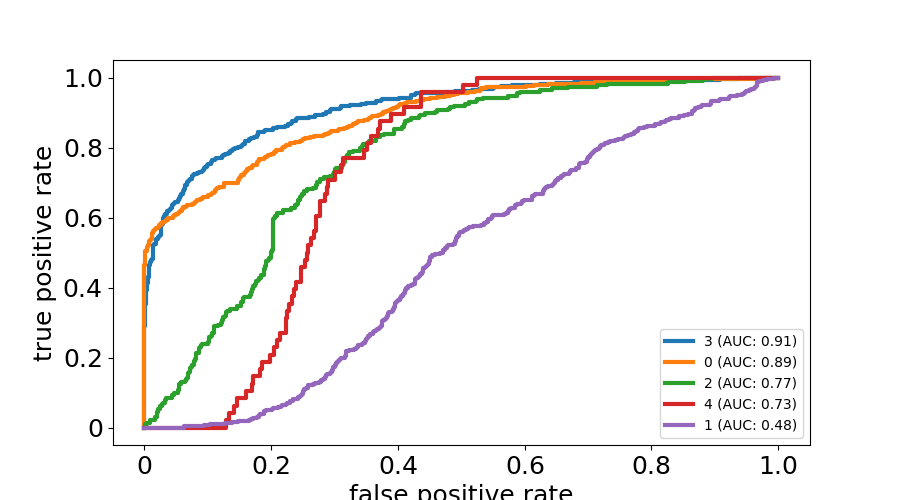 1.0
0.8
0.6
0.4
0.2
0
true positive rate
3 (AUC: 0.91)
0 (AUC: 0.89)
2 (AUC: 0.77)
4 (AUC: 0.73)
1 (AUC: 0.48)
0 0.2 0.4 0.6 0.8 1.0
false positive rate